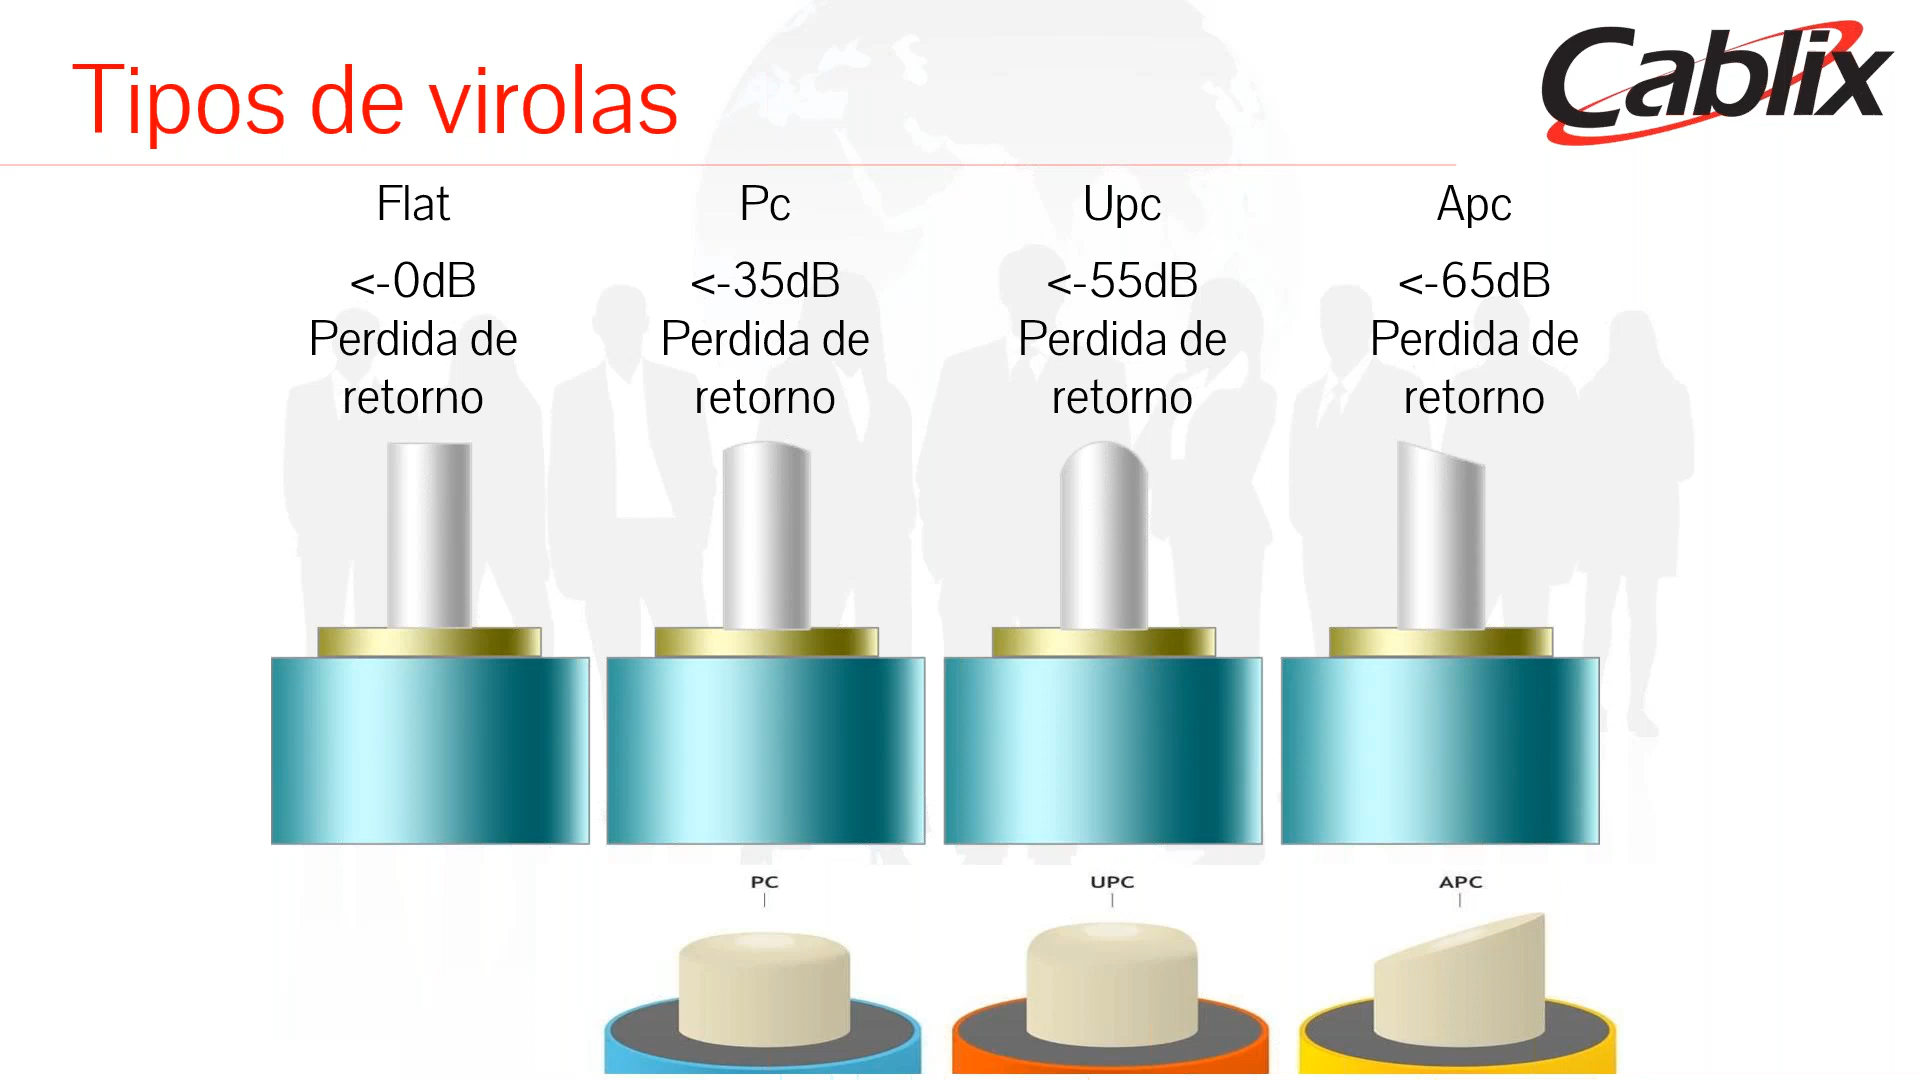 Tipos de virolas
Cablix
Flat
Pc
Upc
Apc
<-0dB
Perdida de
retorno
<-35dB
Perdida de
retorno
<-55dB
Perdida de
retorno
<-65dB
Perdida de
retorno
PC
UPC
APC